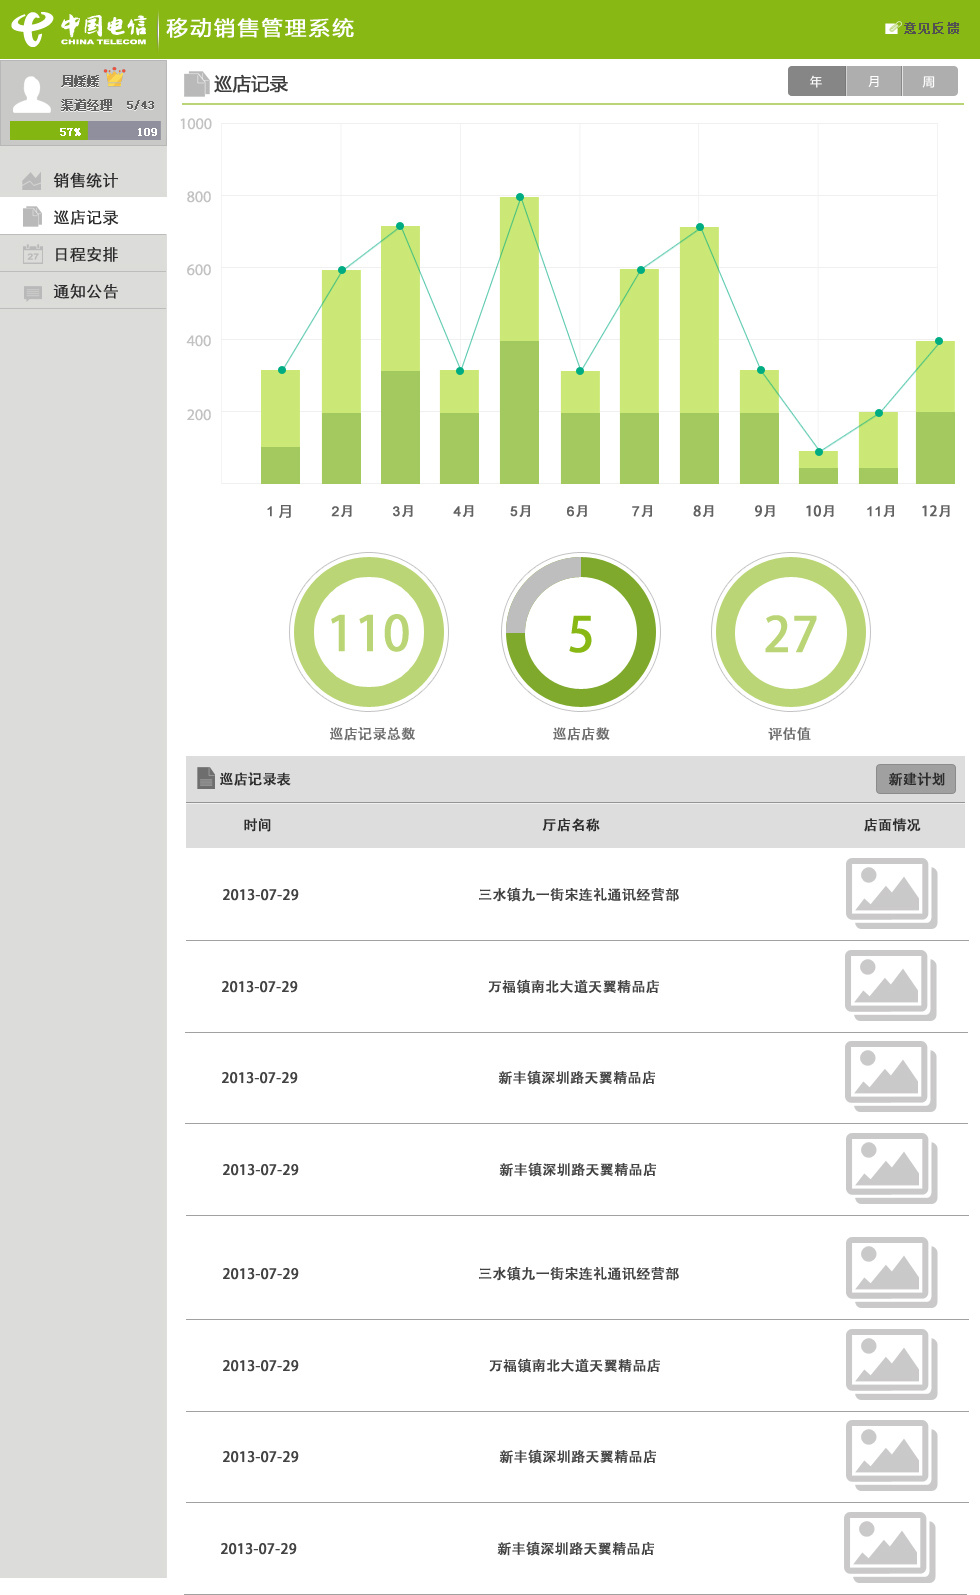 中国电信
CHINA TELECOM
移动销售管理系统
意见反馈
周媛媛
渠道经理 5/43
57% 109
销售统计
巡店记录
27 日程安排
通知公告
巡店记录
年 月 周
1000
800
600
400
200
1月 2月 3月 4月 5月 6月 7月 8月 9月 10月 11月 12月
110 5 27
巡店记录总数 巡店店数 评估值
巡店记录表 新建计划
时间 厅店名称 店面情况
2013-07-29 三水镇九一街宋连礼通讯经营部
2013-07-29 万福镇南北大道天翼精品店
2013-07-29 新丰镇深圳路天翼精品店
2013-07-29 新丰镇深圳路天翼精品店
2013-07-29 三水镇九一街宋连礼通讯经营部
2013-07-29 万福镇南北大道天翼精品店
2013-07-29 新丰镇深圳路天翼精品店
2013-07-29 新丰镇深圳路天翼精品店